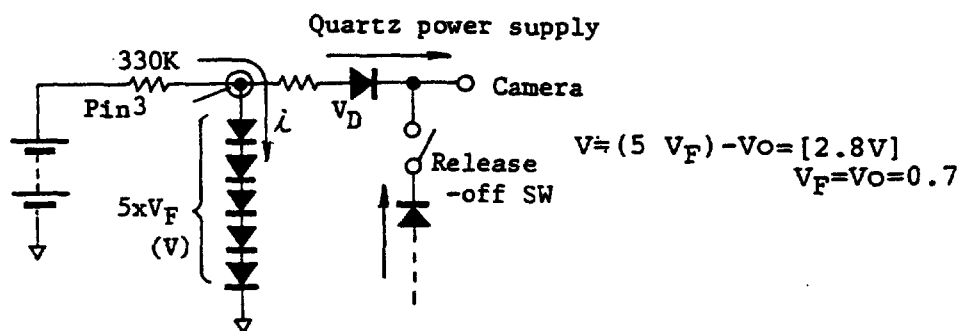 Quartz power supply
330K
Pin3
i
V_D
Camera
5xV_F
(V)
Release
-off SW
V≒(5 V_F)-Vo=[2.8V]
V_F=Vo=0.7